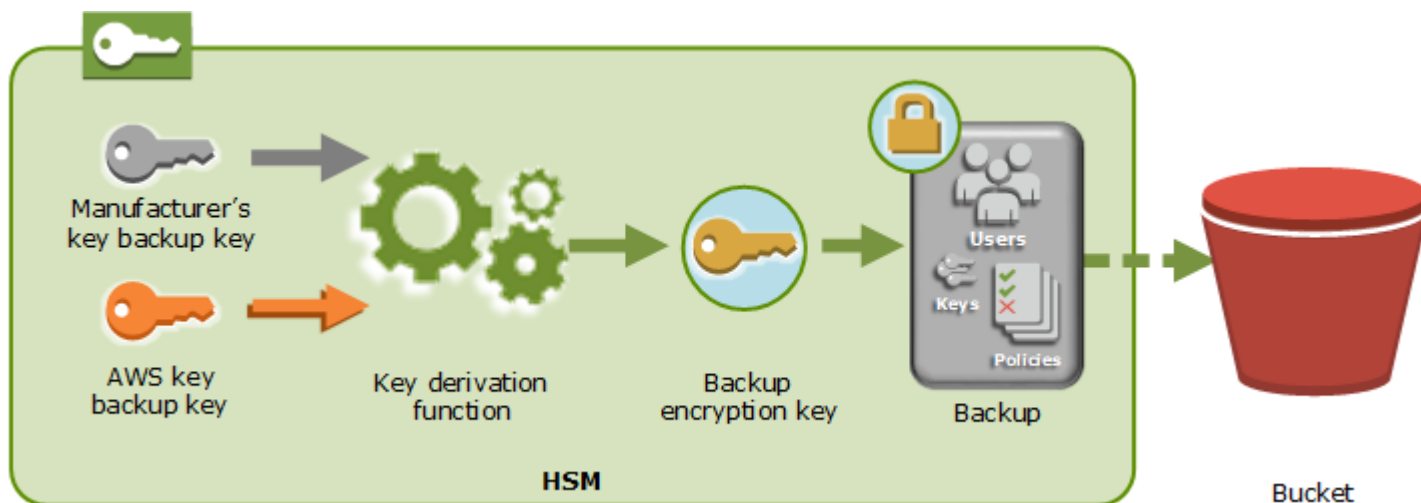 Manufacturer’s
key backup key
AWS key
backup key
Key derivation
function
Backup
encryption key
Users
Keys
Policies
Backup
HSM
Bucket